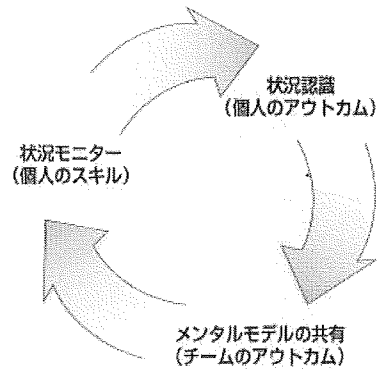 状況認識
(個人のアウトカム)
状況モニター
(個人のスキル)
メンタルモデルの共有
(チームのアウトカム)